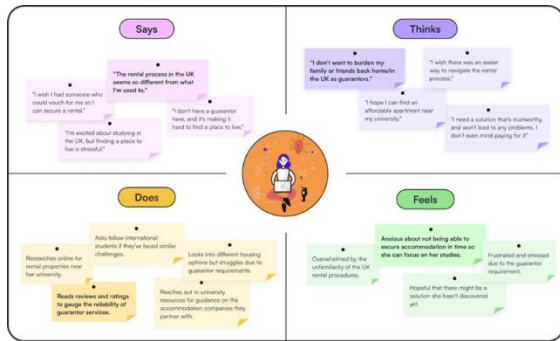 Says
"The rental process in the UK
seems so different from what
I'm used to."
"I wish I had someone who
could vouch for me so I
can secure a rental."
"I don't have a guarantor
here, and it's making it
hard to find a place to live."
"I'm excited about studying in
the UK, but finding a place to
live is stressful."
Thinks
"I don't want to burden my
family or friends back home/in
the UK as guarantors."
"I wish there was an easier
way to navigate the rental
process."
"I hope I can find an
affordable apartment near
my university."
"I need a solution that's trustworthy
and won't lead to any problems. I
don't even mind paying for it"
Does
Asks fellow international
students if they've faced similar
challenges.
Researches online for
rental properties near
her university.
Looks into different housing
options but struggles due to
guarantor requirements.
Reads reviews and ratings
to gauge the reliability of
guarantor services.
Reaches out to university
resources for guidance on the
accommodation companies they
partner with.
Feels
Anxious about not being able to
secure accommodation in time so
she can focus on her studies.
Overwhelmed by the
unfamiliarity of the UK
rental procedures.
Frustrated and stressed
due to the guarantor
requirement.
Hopeful that there might be a
solution she hasn't discovered
yet.